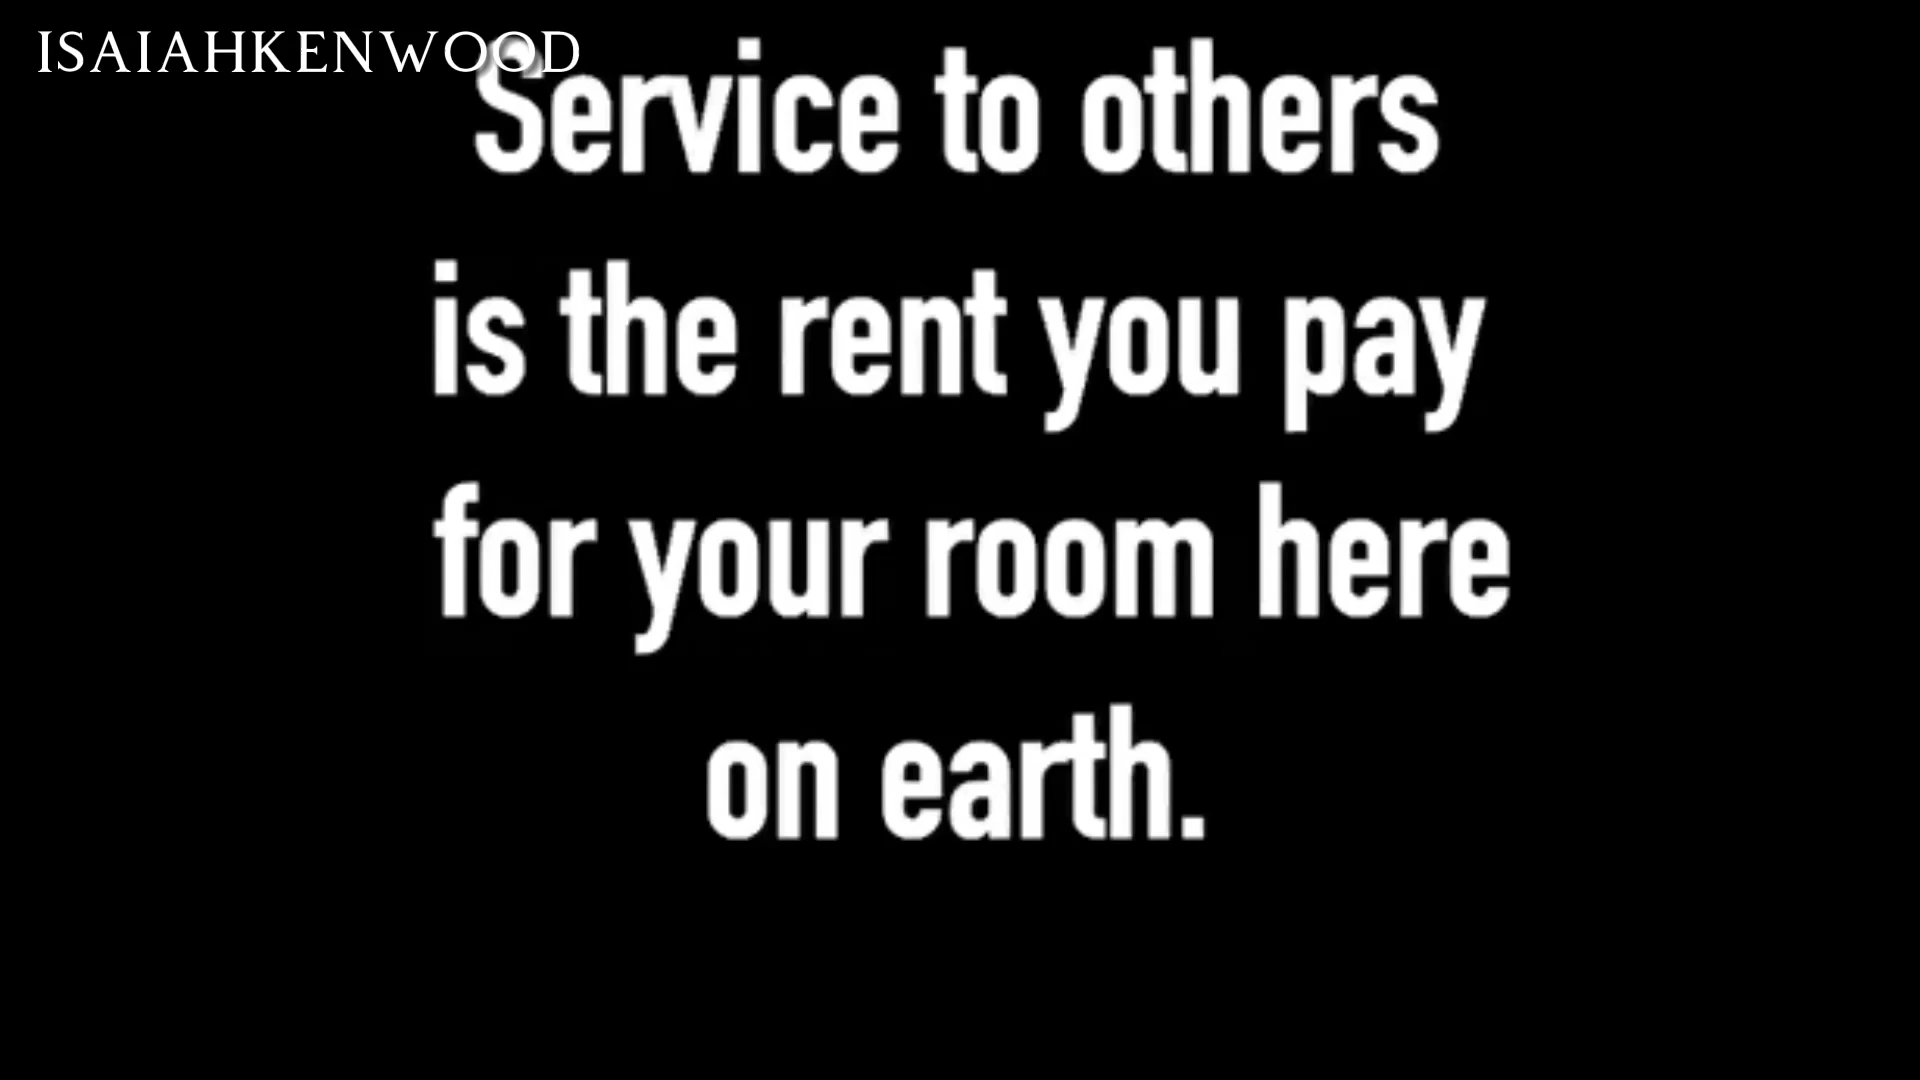 ISAIAHKENWOOD
Service to others
is the rent you pay
for your room here
on earth.